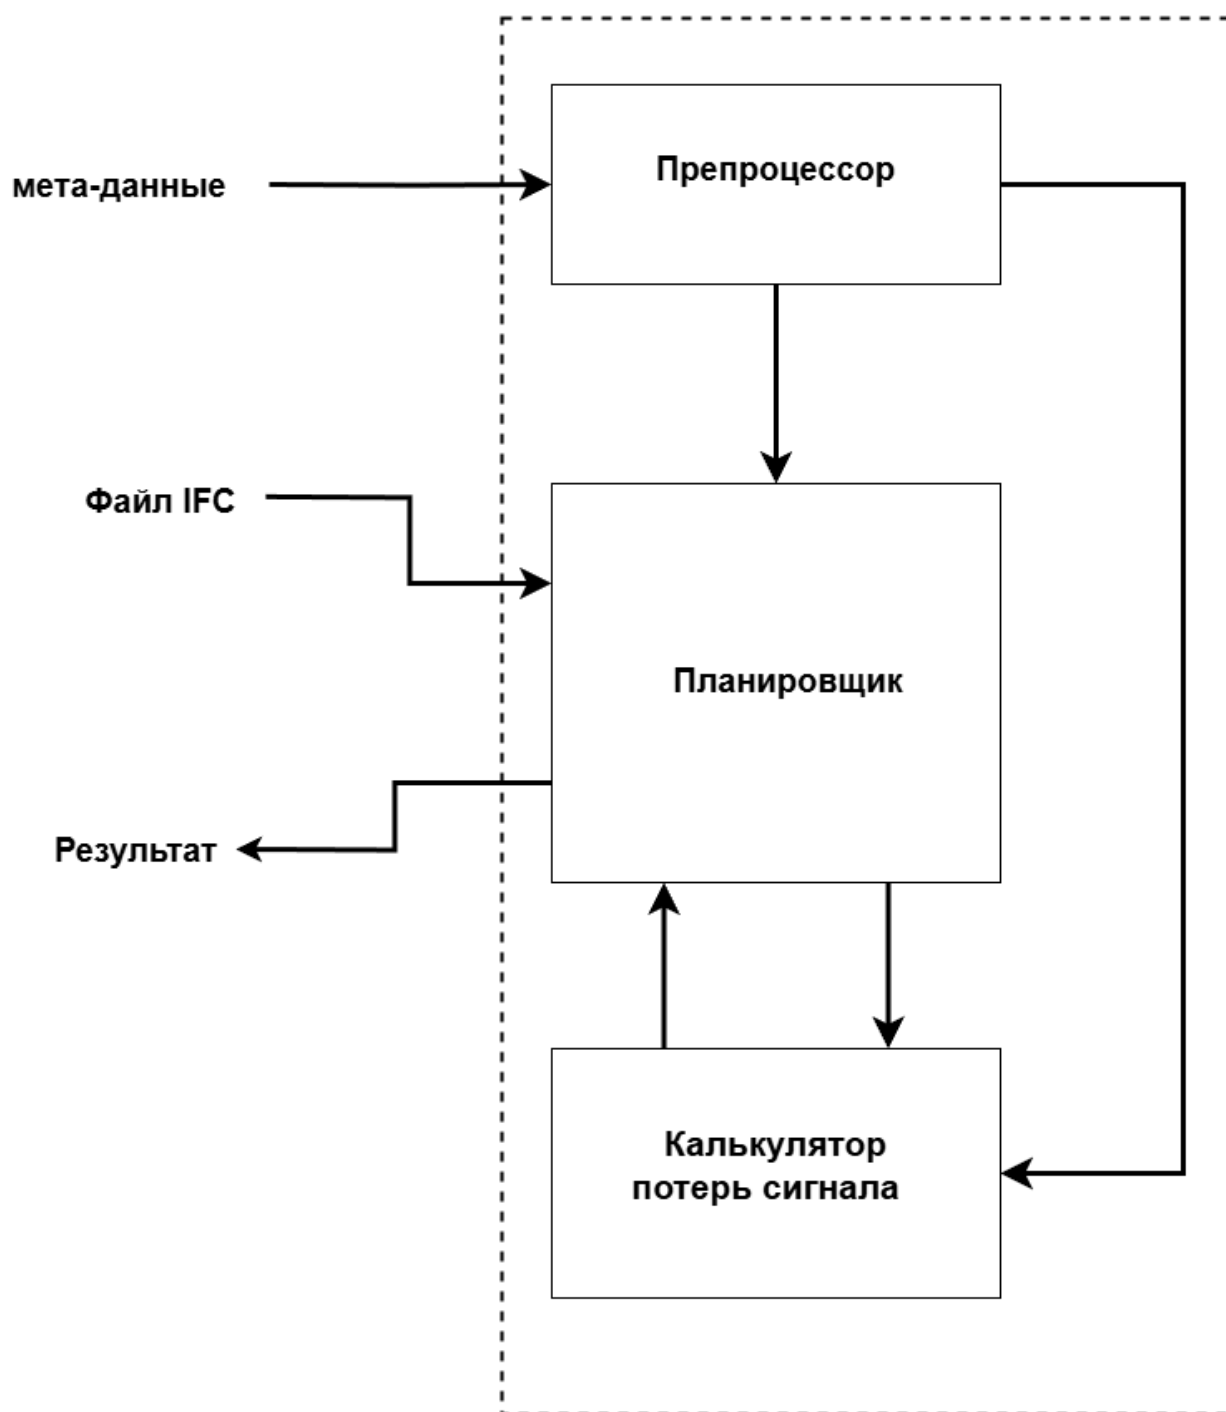 Препроцессор
мета-данные
Файл IFC
Планировщик
Результат
Калькулятор
потерь сигнала